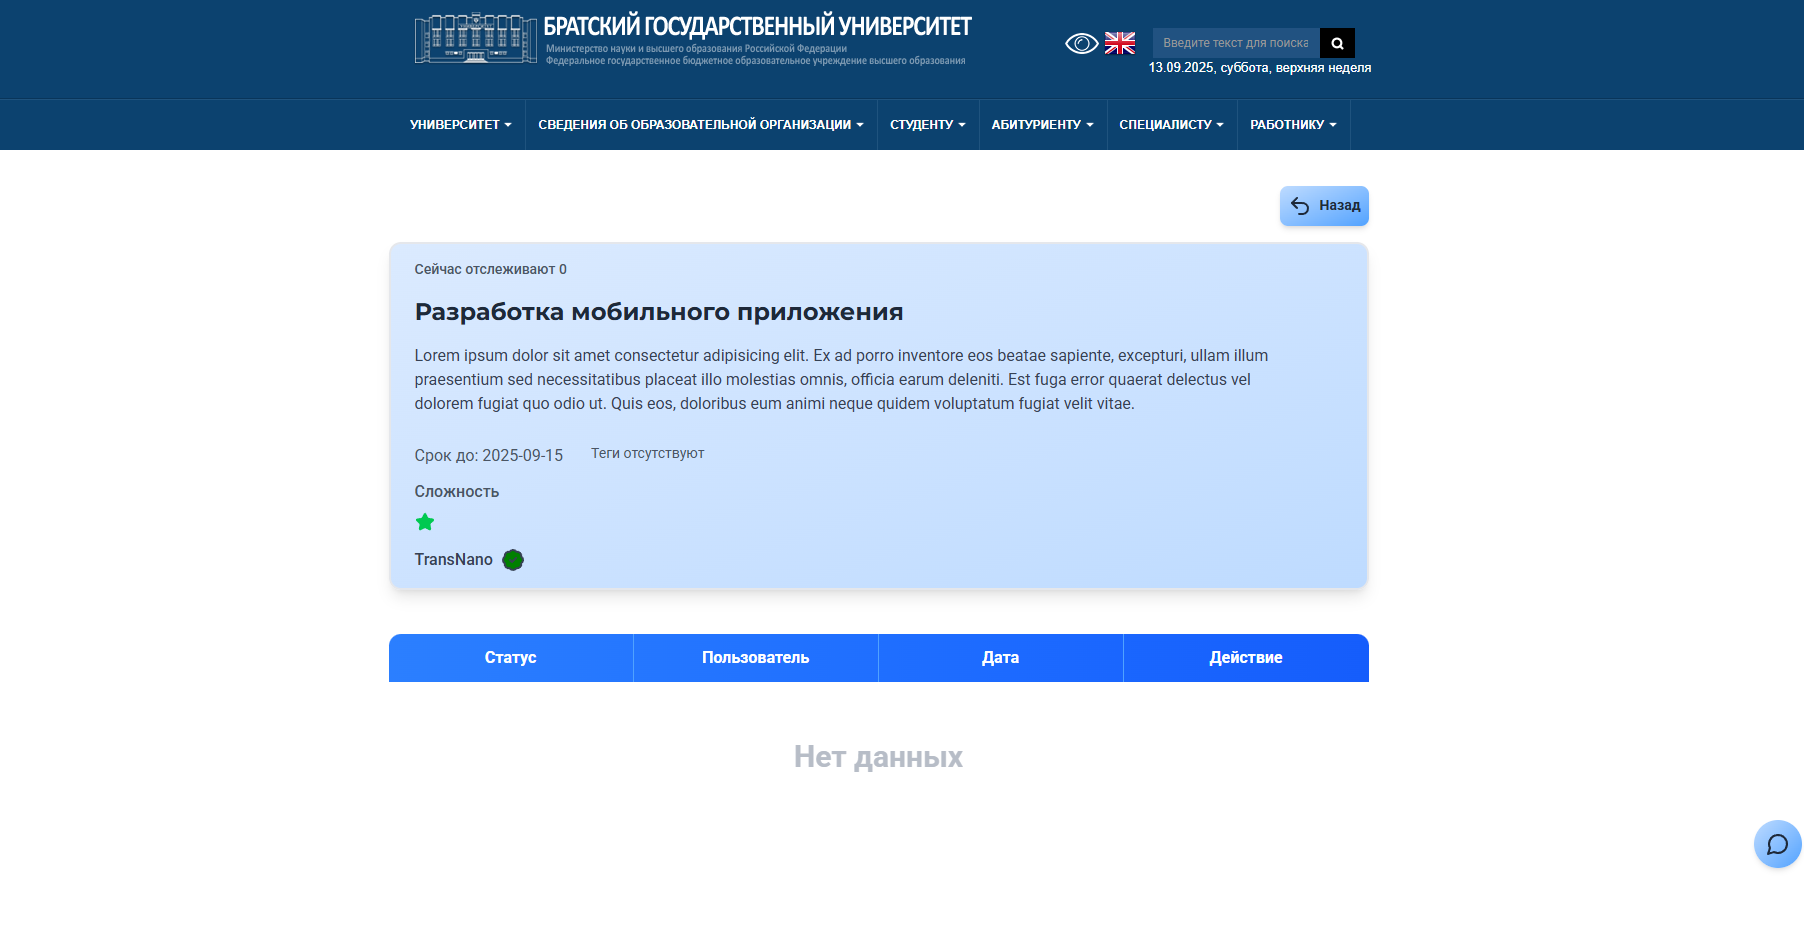 БРАТСКИЙ ГОСУДАРСТВЕННЫЙ УНИВЕРСИТЕТ
Министерство науки и высшего образования Российской Федерации
Федеральное государственное бюджетное образовательное учреждение высшего образования
Введите текст для поиска
13.09.2025, суббота, верхняя неделя
УНИВЕРСИТЕТ СВЕДЕНИЯ ОБ ОБРАЗОВАТЕЛЬНОЙ ОРГАНИЗАЦИИ СТУДЕНТУ АБИТУРИЕНТУ СПЕЦИАЛИСТУ РАБОТНИКУ
Назад
Сейчас отслеживают 0
Разработка мобильного приложения
Lorem ipsum dolor sit amet consectetur adipisicing elit. Ex ad porro inventore eos beatae sapiente, excepturi, ullam illum
praesentium sed necessitatibus placeat illo molestias omnis, officia earum deleniti. Est fuga error quaerat delectus vel
dolorem fugiat quo odio ut. Quis eos, doloribus eum animi neque quidem voluptatum fugiat velit vitae.
Срок до: 2025-09-15 Теги отсутствуют
Сложность
TransNano
Статус Пользователь Дата Действие
Нет данных